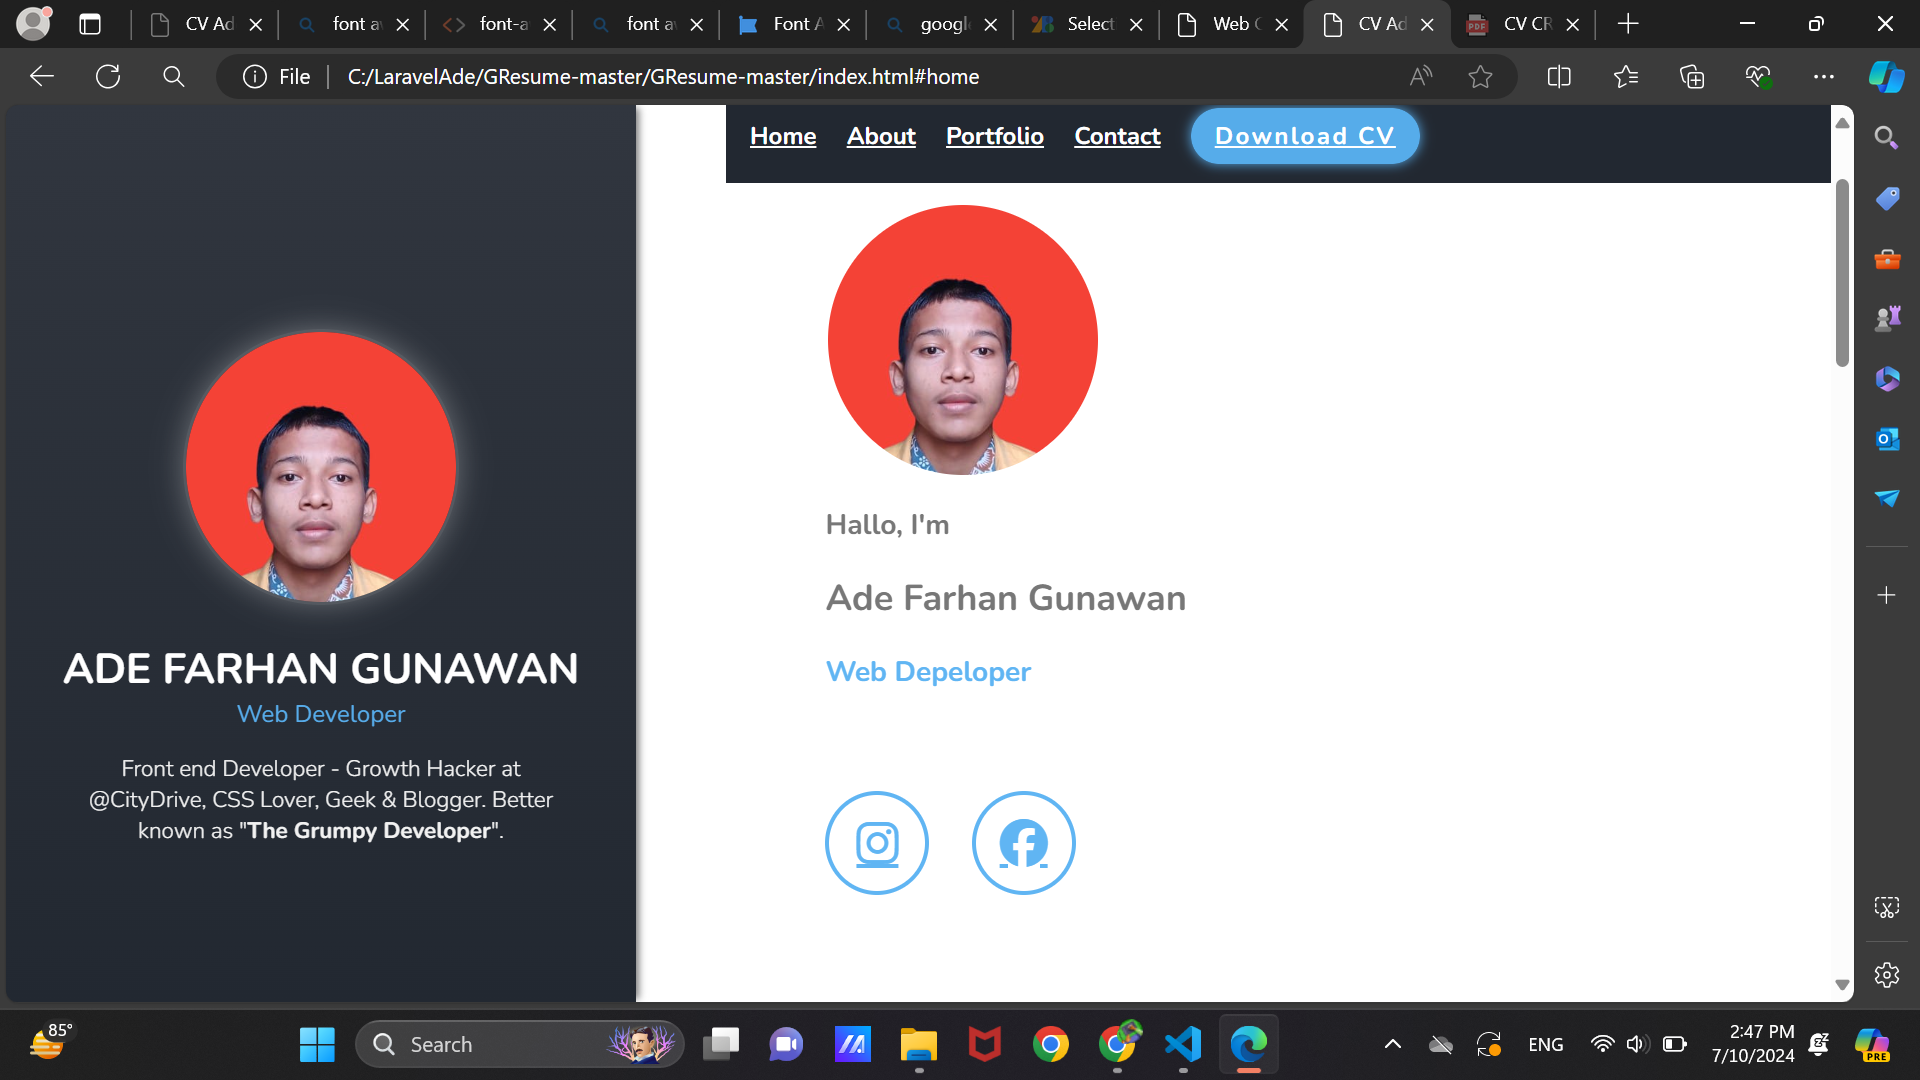 CV Ad
font a
font-a
font a
Font A
googl
Select
Web C
CV Ad
CV CR
File
C:/LaravelAde/GResume-master/GResume-master/index.html#home
Home About Portfolio Contact Download CV
Hallo, I'm
Ade Farhan Gunawan
Web Depeloper
ADE FARHAN GUNAWAN
Web Developer
Front end Developer - Growth Hacker at
@CityDrive, CSS Lover, Geek & Blogger. Better
known as "The Grumpy Developer".
85°
Search
ENG
2:47 PM
7/10/2024
PRE